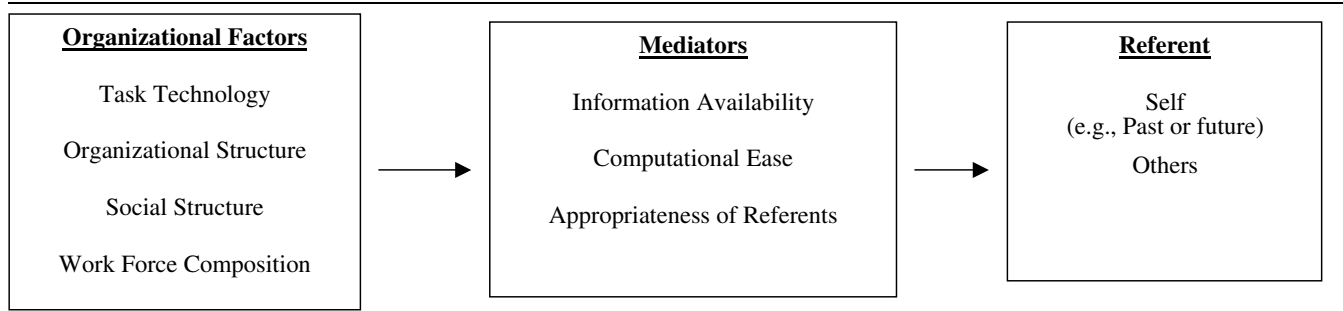 Organizational Factors
Task Technology
Organizational Structure
Social Structure
Work Force Composition
Mediators
Information Availability
Computational Ease
Appropriateness of Referents
Referent
Self
(e.g., Past or future)
Others